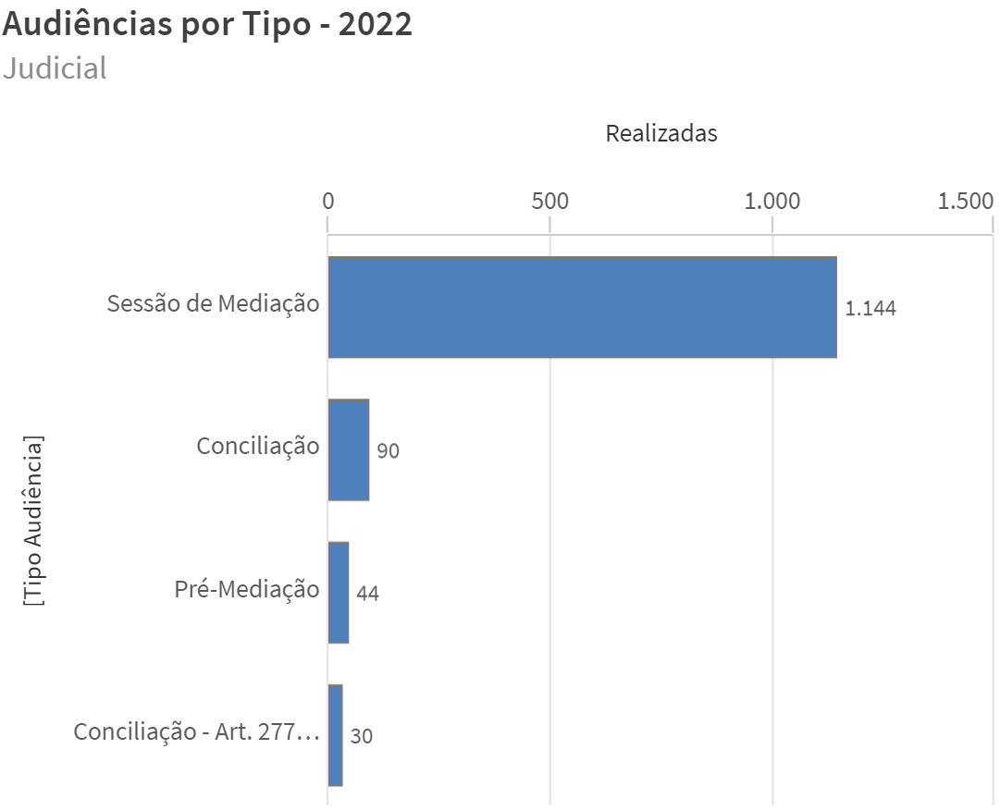 Audiências por Tipo - 2022
Judicial
Realizadas
0 500 1.000 1.500
Sessão de Mediação 1.144
Conciliação 90
[Tipo Audiência]
Pré-Mediação 44
Conciliação - Art. 277… 30